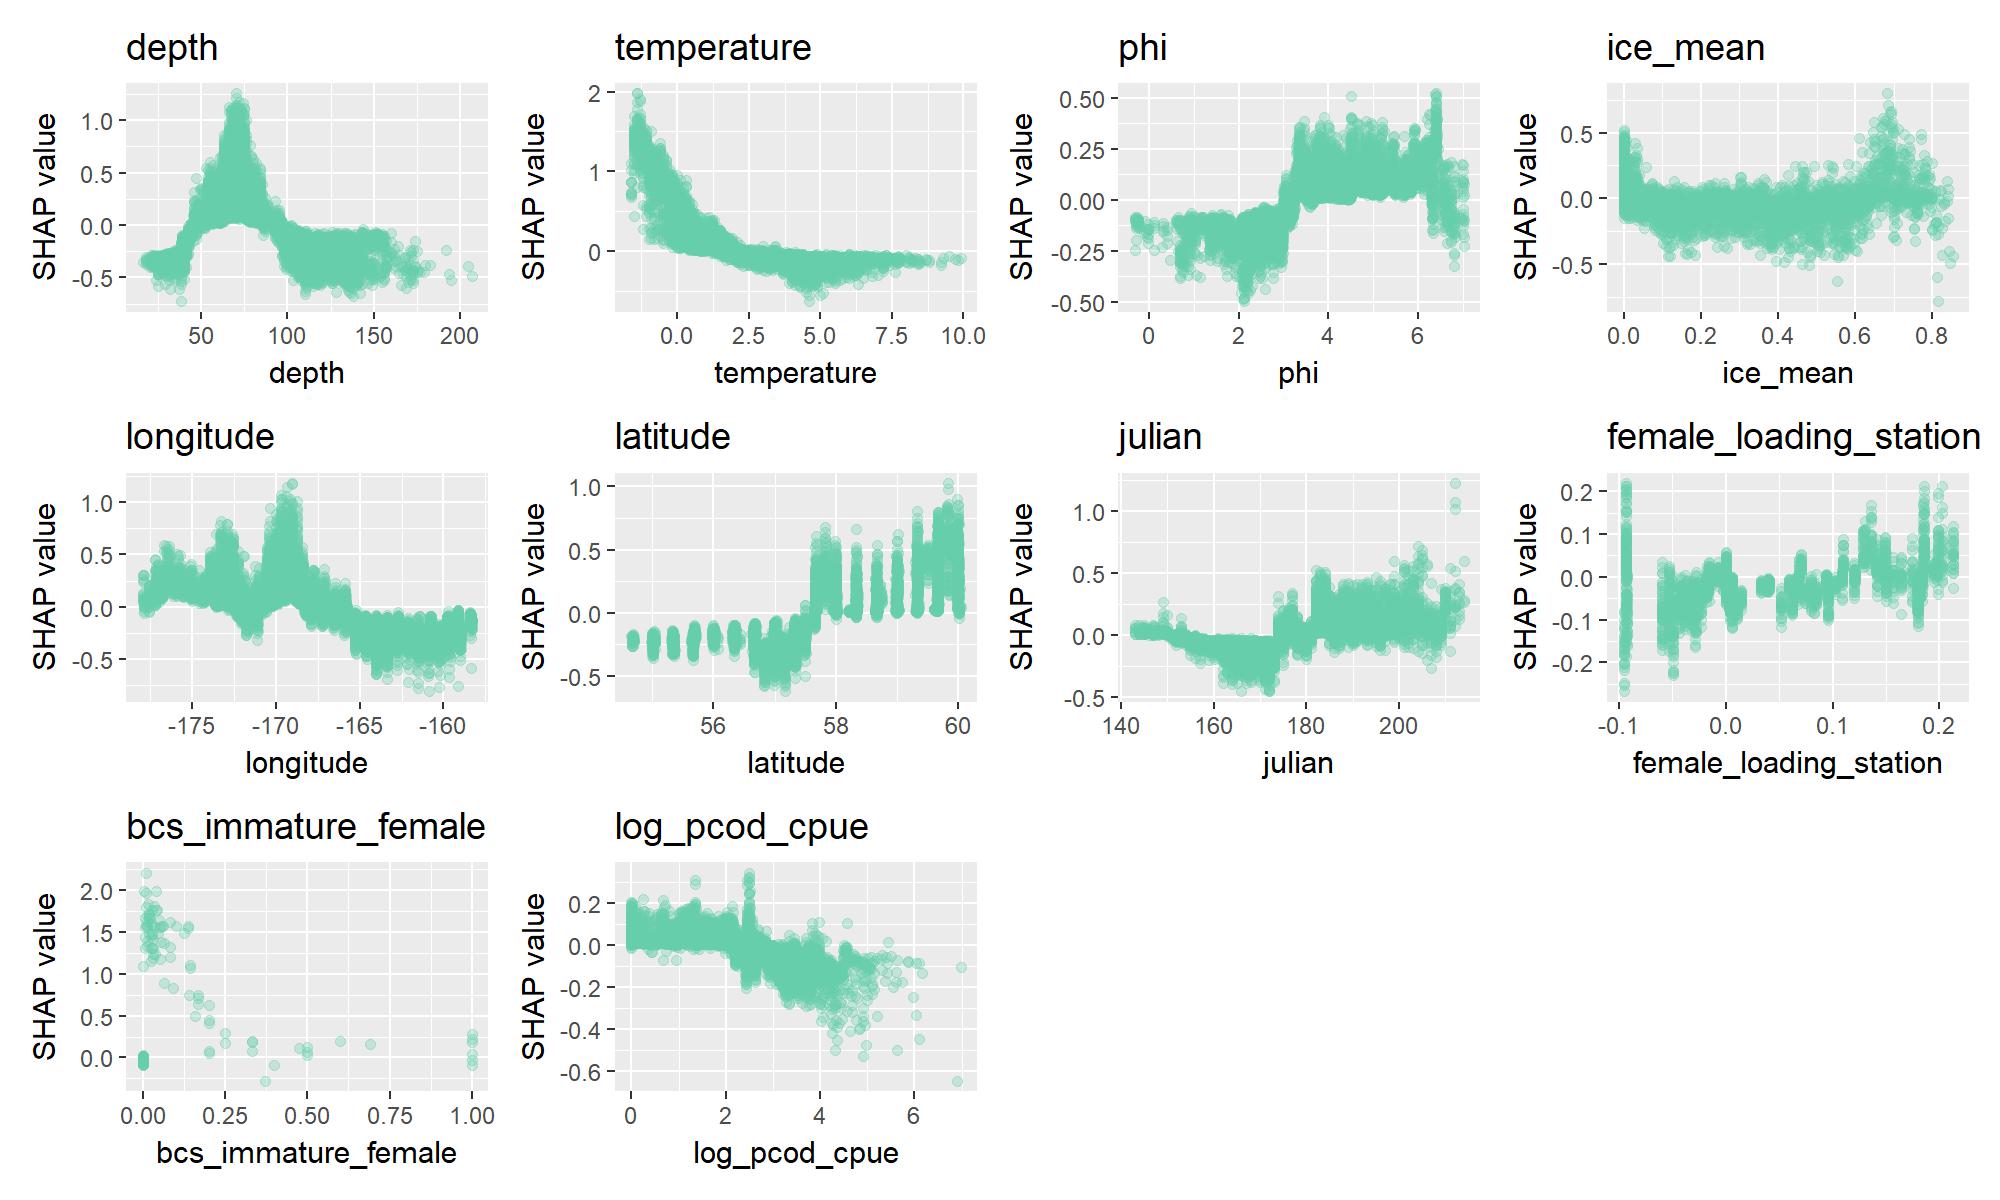 depth
temperature
phi
ice_mean
SHAP value
1.0
0.5
0.0
-0.5
50
100
150
200
depth
SHAP value
2
1
0
0.0
2.5
5.0
7.5
10.0
temperature
SHAP value
0.50
0.25
0.00
-0.25
-0.50
0
2
4
6
phi
SHAP value
0.5
0.0
-0.5
0.0
0.2
0.4
0.6
0.8
ice_mean
longitude
latitude
julian
female_loading_station
SHAP value
1.0
0.5
0.0
-0.5
-175
-170
-165
-160
longitude
SHAP value
1.0
0.5
0.0
-0.5
56
58
60
latitude
SHAP value
1.0
0.5
0.0
-0.5
140
160
180
200
julian
SHAP value
0.2
0.1
0.0
-0.1
-0.2
-0.1
0.0
0.1
0.2
female_loading_station
bcs_immature_female
log_pcod_cpue
SHAP value
2.0
1.5
1.0
0.5
0.0
0.00
0.25
0.50
0.75
1.00
bcs_immature_female
SHAP value
0.2
0.0
-0.2
-0.4
-0.6
0
2
4
6
log_pcod_cpue